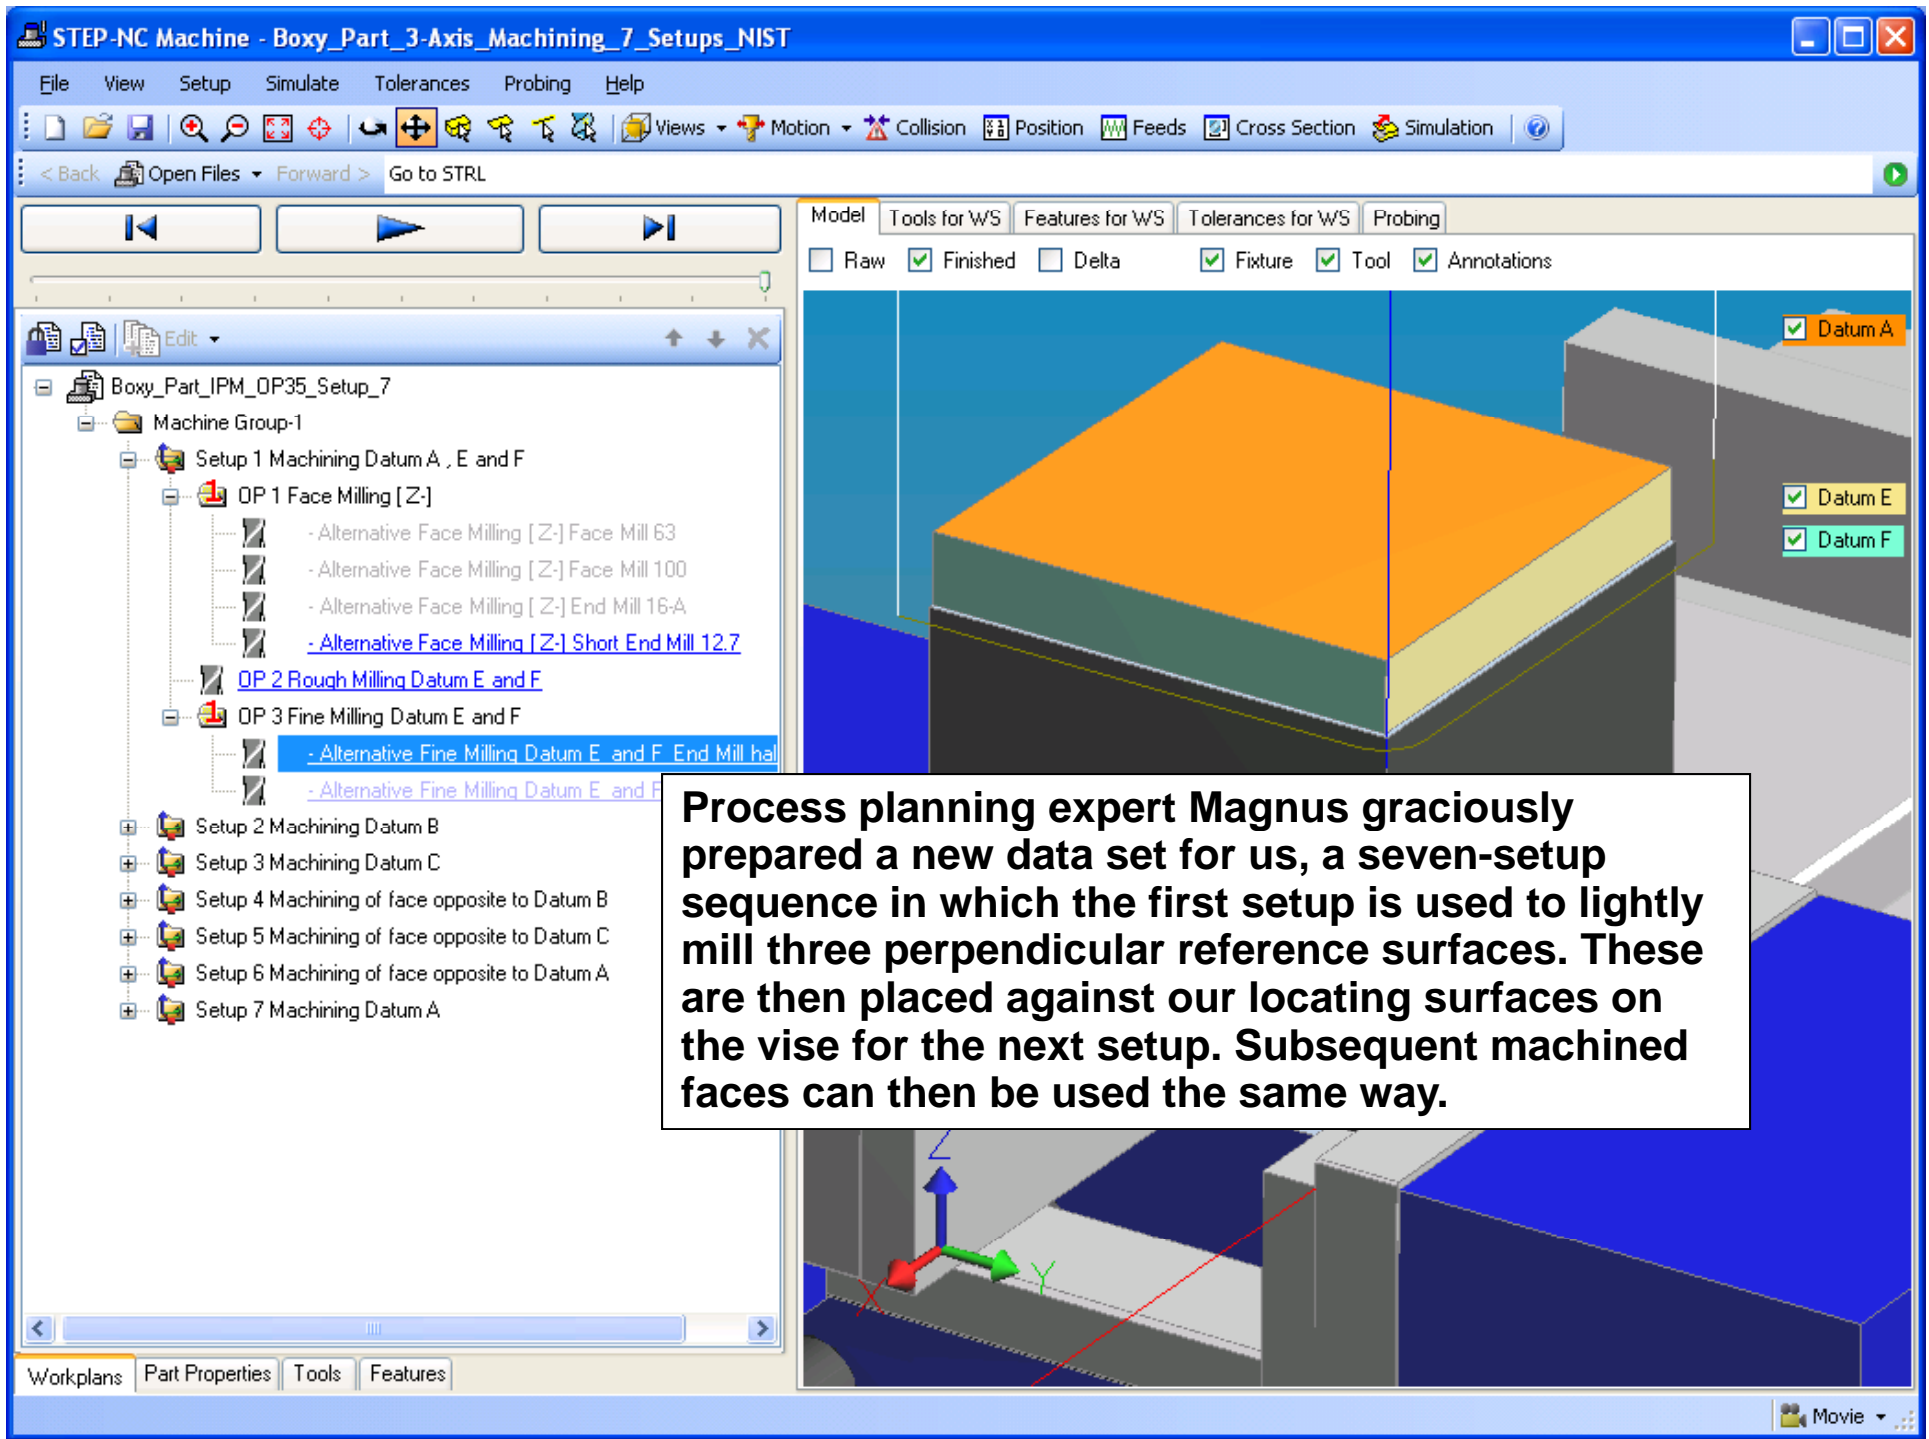 STEP-NC Machine - Boxy_Part_3-Axis_Machining_7_Setups_NIST
File View Setup Simulate Tolerances Probing Help
Views Motion Collision Position Feeds Cross Section Simulation
< Back Open Files Forward > Go to STRL
Model Tools for WS Features for WS Tolerances for WS Probing
Raw Finished Delta Fixture Tool Annotations
Edit
Boxy_Part_IPM_OP35_Setup_7
Machine Group-1
Setup 1 Machining Datum A , E and F
OP 1 Face Milling [ Z-]
- Alternative Face Milling [ Z-] Face Mill 63
- Alternative Face Milling [ Z-] Face Mill 100
- Alternative Face Milling [ Z-] End Mill 16-A
- Alternative Face Milling [ Z-] Short End Mill 12.7
OP 2 Rough Milling Datum E and F
OP 3 Fine Milling Datum E and F
- Alternative Fine Milling Datum E and F End Mill hal
- Alternative Fine Milling Datum E and F
Setup 2 Machining Datum B
Setup 3 Machining Datum C
Setup 4 Machining of face opposite to Datum B
Setup 5 Machining of face opposite to Datum C
Setup 6 Machining of face opposite to Datum A
Setup 7 Machining Datum A
Datum A
Datum E
Datum F
Process planning expert Magnus graciously
prepared a new data set for us, a seven-setup
sequence in which the first setup is used to lightly
mill three perpendicular reference surfaces. These
are then placed against our locating surfaces on
the vise for the next setup. Subsequent machined
faces can then be used the same way.
Z
X
Y
Workplans Part Properties Tools Features
Movie